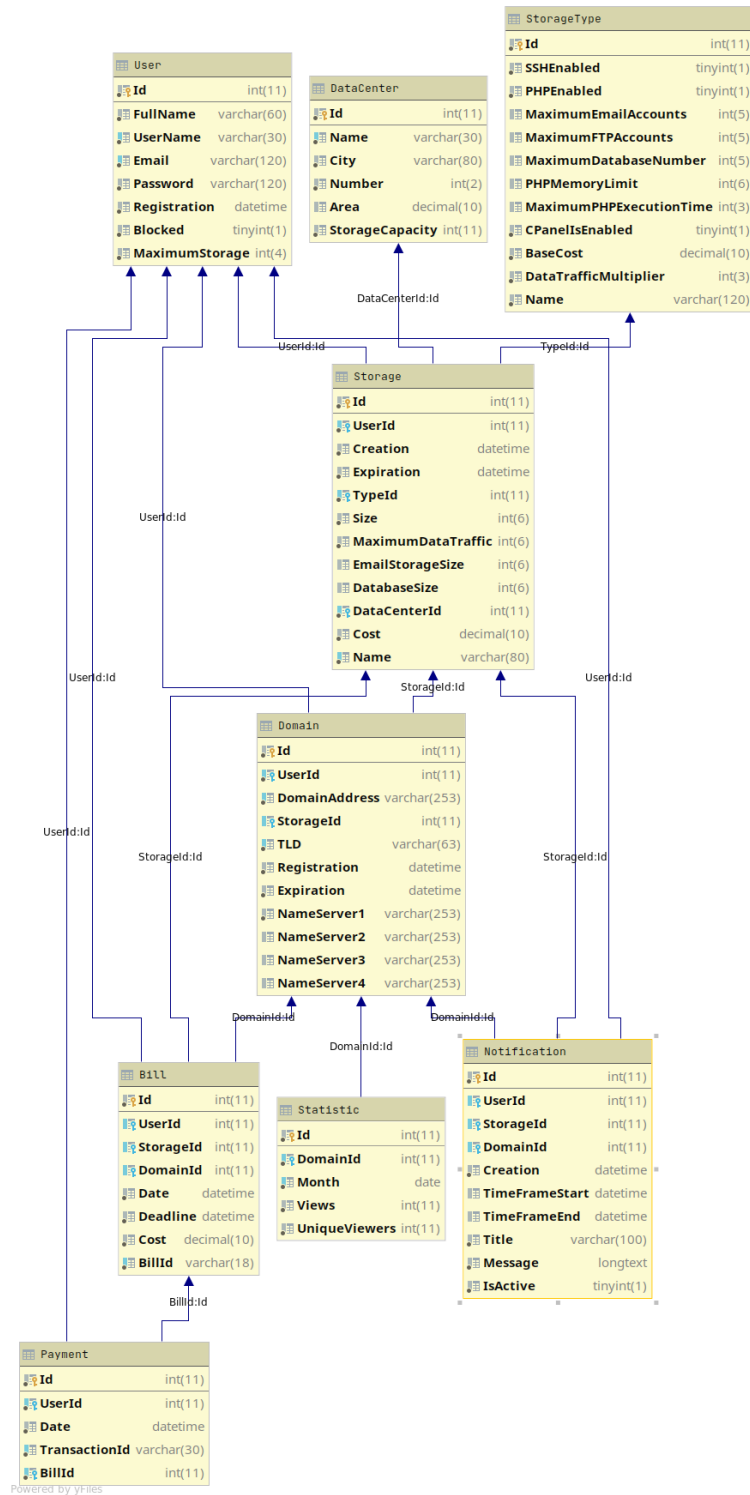 StorageType
Id int(11)
SSHEnabled tinyint(1)
PHPEnabled tinyint(1)
MaximumEmailAccounts int(5)
MaximumFTPAccounts int(5)
MaximumDatabaseNumber int(5)
PHPMemoryLimit int(6)
MaximumPHPExecutionTime int(3)
CPanelIsEnabled tinyint(1)
BaseCost decimal(10)
DataTrafficMultiplier int(3)
Name varchar(120)
User
Id int(11)
FullName varchar(60)
UserName varchar(30)
Email varchar(120)
Password varchar(120)
Registration datetime
Blocked tinyint(1)
MaximumStorage int(4)
DataCenter
Id int(11)
Name varchar(30)
City varchar(80)
Number int(2)
Area decimal(10)
StorageCapacity int(11)
DataCenterId:Id
UserId:Id
TypeId:Id
Storage
Id int(11)
UserId int(11)
Creation datetime
Expiration datetime
TypeId int(11)
Size int(6)
MaximumDataTraffic int(6)
EmailStorageSize int(6)
DatabaseSize int(6)
DataCenterId int(11)
Cost decimal(10)
Name varchar(80)
UserId:Id
UserId:Id
StorageId:Id
UserId:Id
Domain
Id int(11)
UserId int(11)
DomainAddress varchar(253)
StorageId int(11)
TLD varchar(63)
Registration datetime
Expiration datetime
NameServer1 varchar(253)
NameServer2 varchar(253)
NameServer3 varchar(253)
NameServer4 varchar(253)
UserId:Id
StorageId:Id
StorageId:Id
DomainId:Id
DomainId:Id
DomainId:Id
Bill
Id int(11)
UserId int(11)
StorageId int(11)
DomainId int(11)
Date datetime
Deadline datetime
Cost decimal(10)
BillId varchar(18)
Statistic
Id int(11)
DomainId int(11)
Month date
Views int(11)
UniqueViewers int(11)
Notification
Id int(11)
UserId int(11)
StorageId int(11)
DomainId int(11)
Creation datetime
TimeFrameStart datetime
TimeFrameEnd datetime
Title varchar(100)
Message longtext
IsActive tinyint(1)
BillId:Id
Payment
Id int(11)
UserId int(11)
Date datetime
TransactionId varchar(30)
BillId int(11)
Powered by yFiles